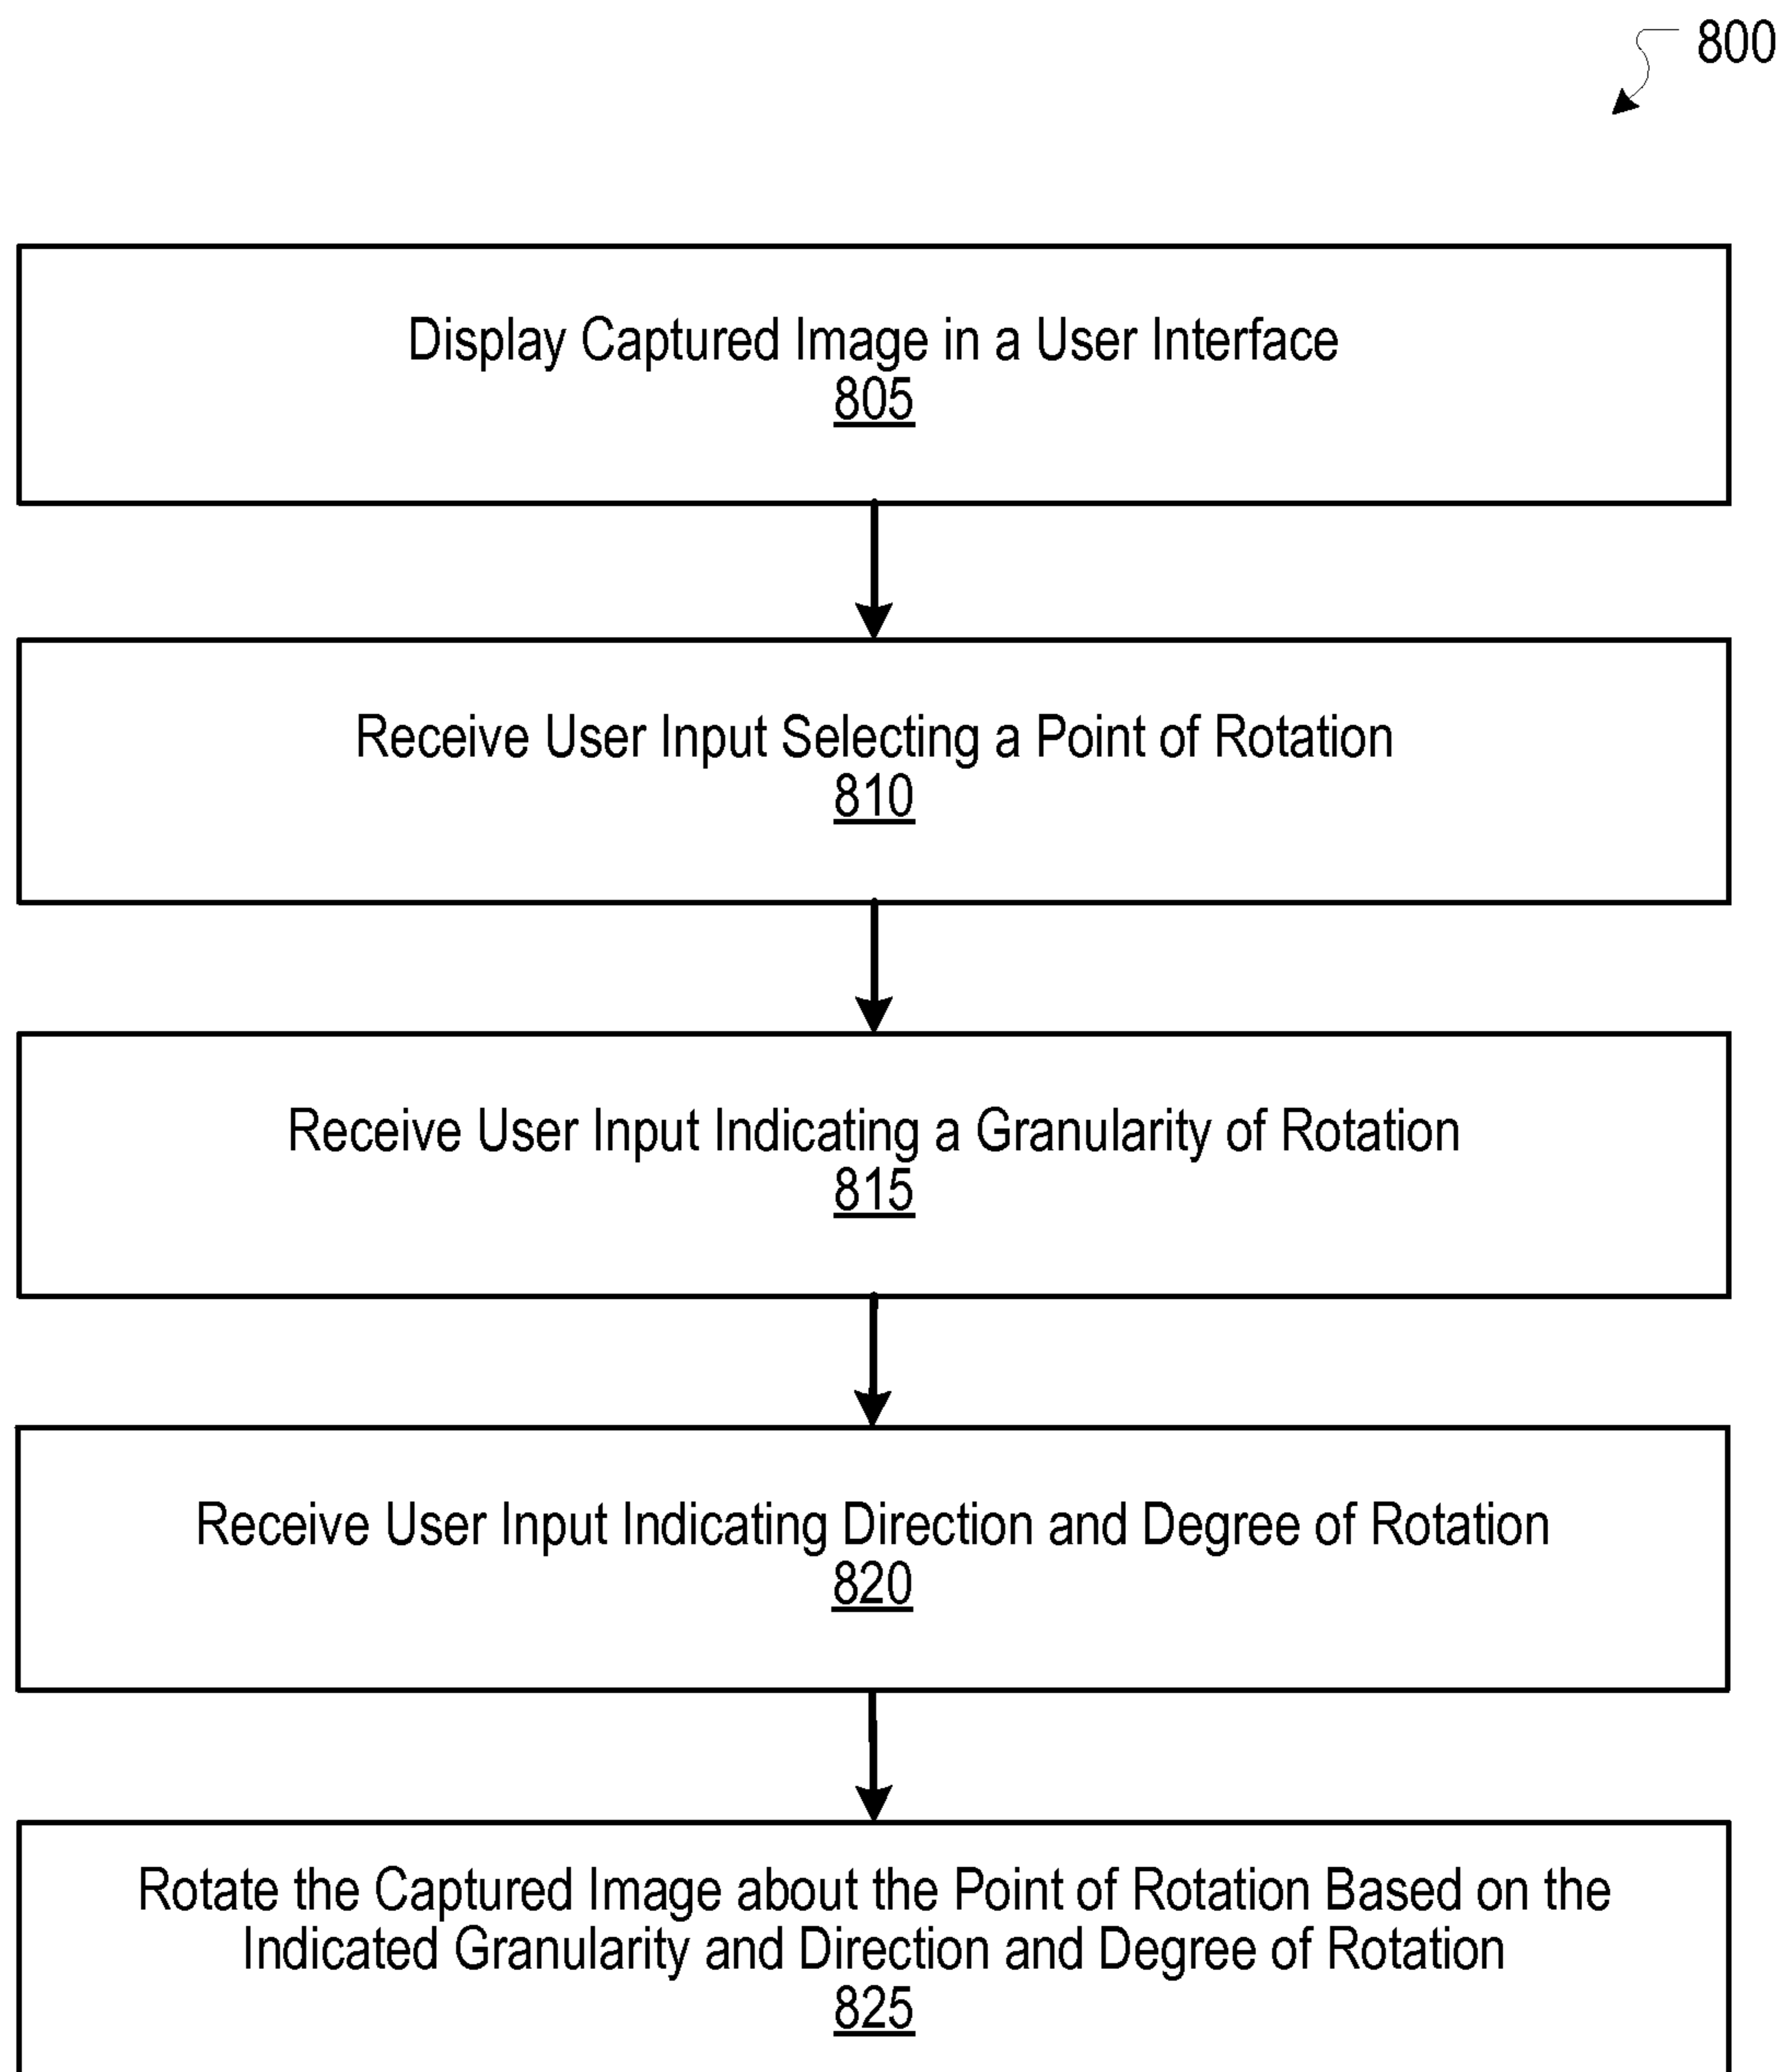 800
Display Captured Image in a User Interface
805
Receive User Input Selecting a Point of Rotation
810
Receive User Input Indicating a Granularity of Rotation
815
Receive User Input Indicating Direction and Degree of Rotation
820
Rotate the Captured Image about the Point of Rotation Based on the
Indicated Granularity and Direction and Degree of Rotation
825